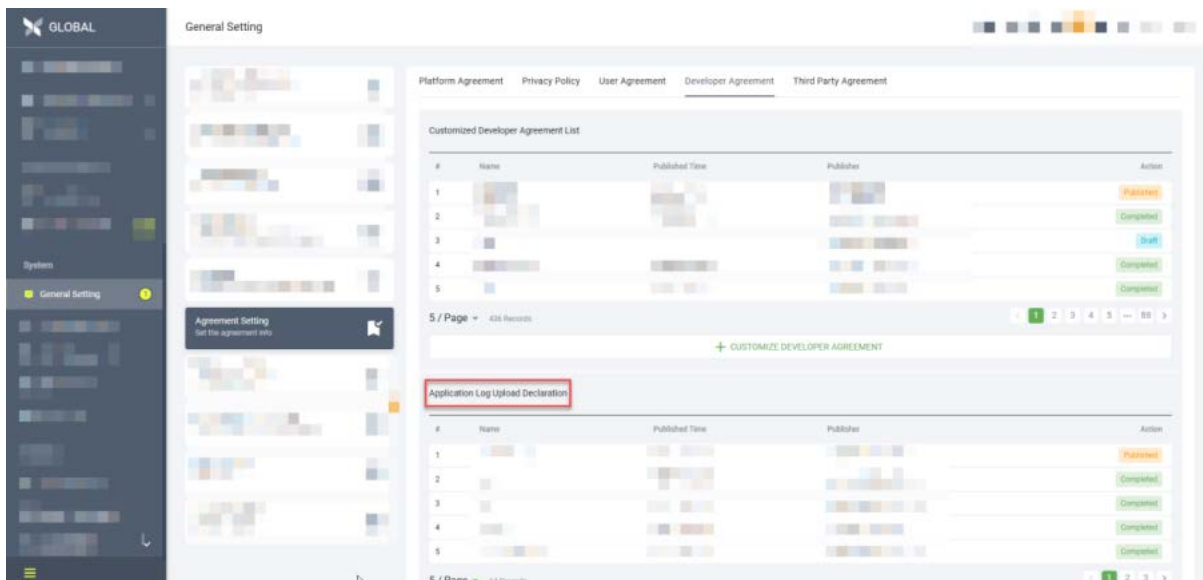 GLOBAL
General Setting
System
General Setting 1
Agreement Setting
Set the agreement info
Platform Agreement Privacy Policy User Agreement Developer Agreement Third Party Agreement
Customized Developer Agreement List
# Name Published Time Publisher Action
1 Published
2 Completed
3 Draft
4 Completed
5 Completed
5 / Page 436 Records < 1 2 3 4 5 ••• 88 >
+ CUSTOMIZE DEVELOPER AGREEMENT
Application Log Upload Declaration
# Name Published Time Publisher Action
1 Published
2 Completed
3 Completed
4 Completed
5 Completed
5 / Page Records < 1 2 3 >